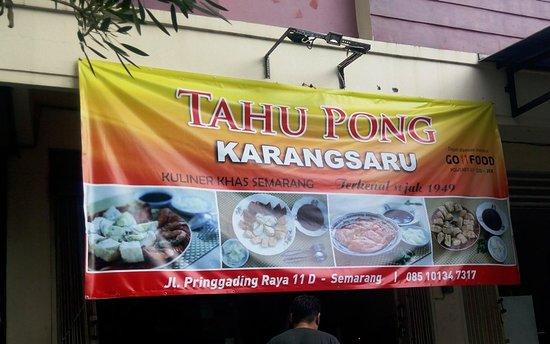 TAHU PONG
KARANGSARU
GO FOOD
KULINER KHAS SEMARANG
Terkenal sejak 1949
JL. Pringgading Raya 11 D - Semarang | 085 10134 7317